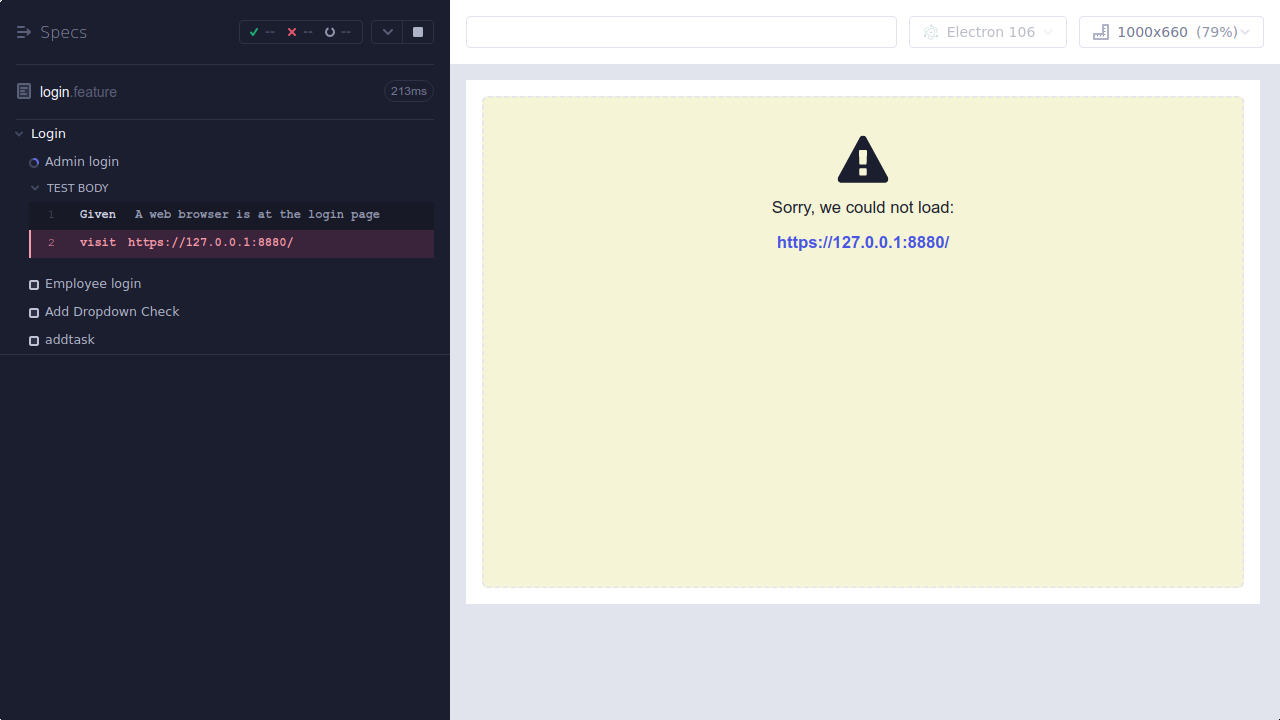 Specs
-- -- --
login.feature
213ms
Login
Admin login
TEST BODY
1 Given A web browser is at the login page
2 visit https://127.0.0.1:8880/
Employee login
Add Dropdown Check
addtask
Electron 106
1000x660 (79%)
Sorry, we could not load:
https://127.0.0.1:8880/